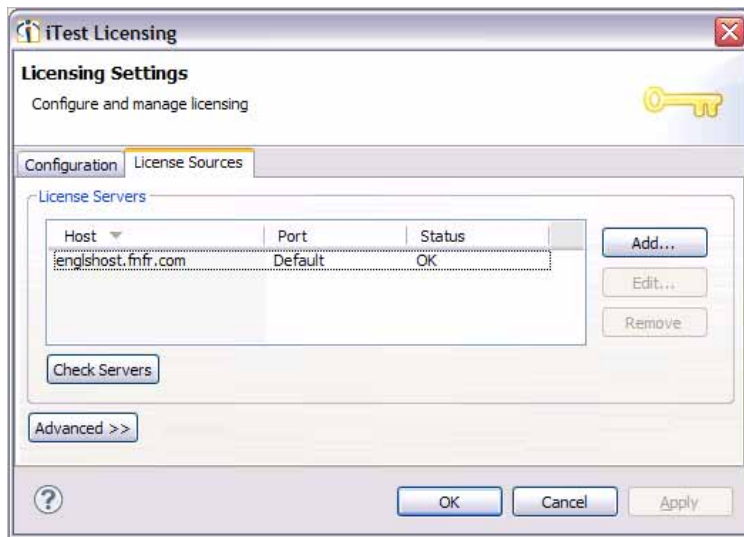 iTest Licensing
Licensing Settings
Configure and manage licensing
Configuration
License Sources
License Servers
Host Port Status
englshost.fnfr.com Default OK
Add...
Edit...
Remove
Check Servers
Advanced >>
?
OK Cancel Apply